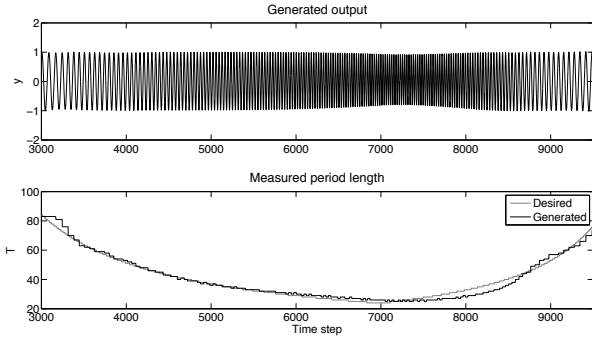 Generated output
2
1
0
−1
−2
y
3000 4000 5000 6000 7000 8000 9000
Measured period length
100
80
60
40
20
T
Desired
Generated
3000 4000 5000 6000 7000 8000 9000
Time step